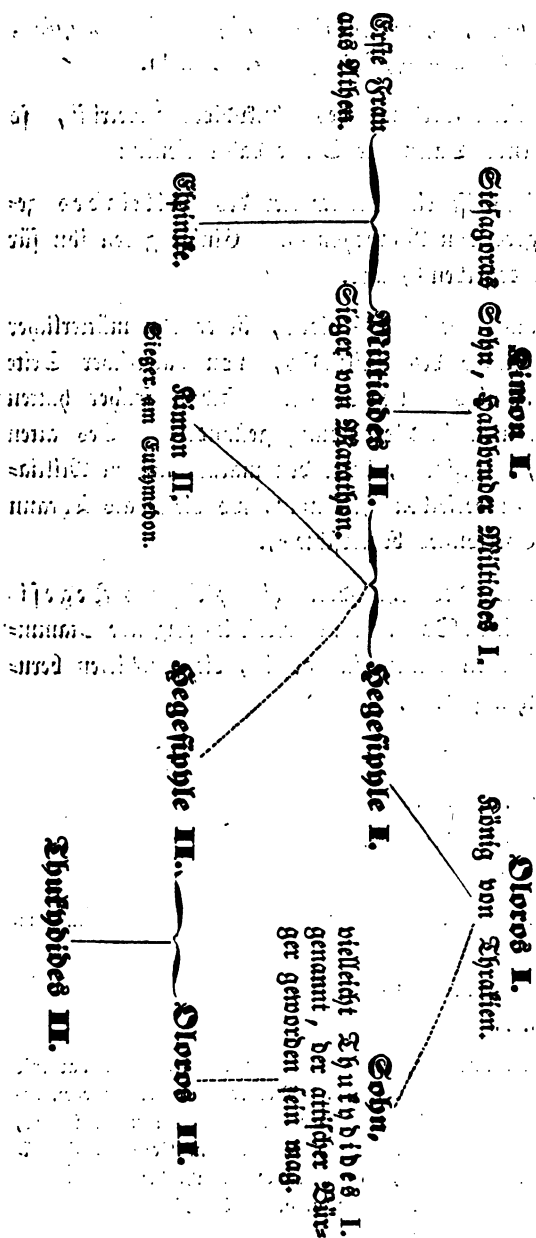 Kimon I.
Stesagoras Sohn, Halbbruder Miltiades I.
Oloros I.
König von Thrakien.
Erste Frau
aus Athen.
Miltiades II.
Sieger von Marathon.
Hegesipyle I.
Sohn,
vielleicht Thukydides I.
genannt, der attischer Bür=
ger geworden sein mag.
Elpinike.
Kimon II.
Sieger am Eurymedon.
Hegesipyle II.
Oloros II.
Thukydides II.